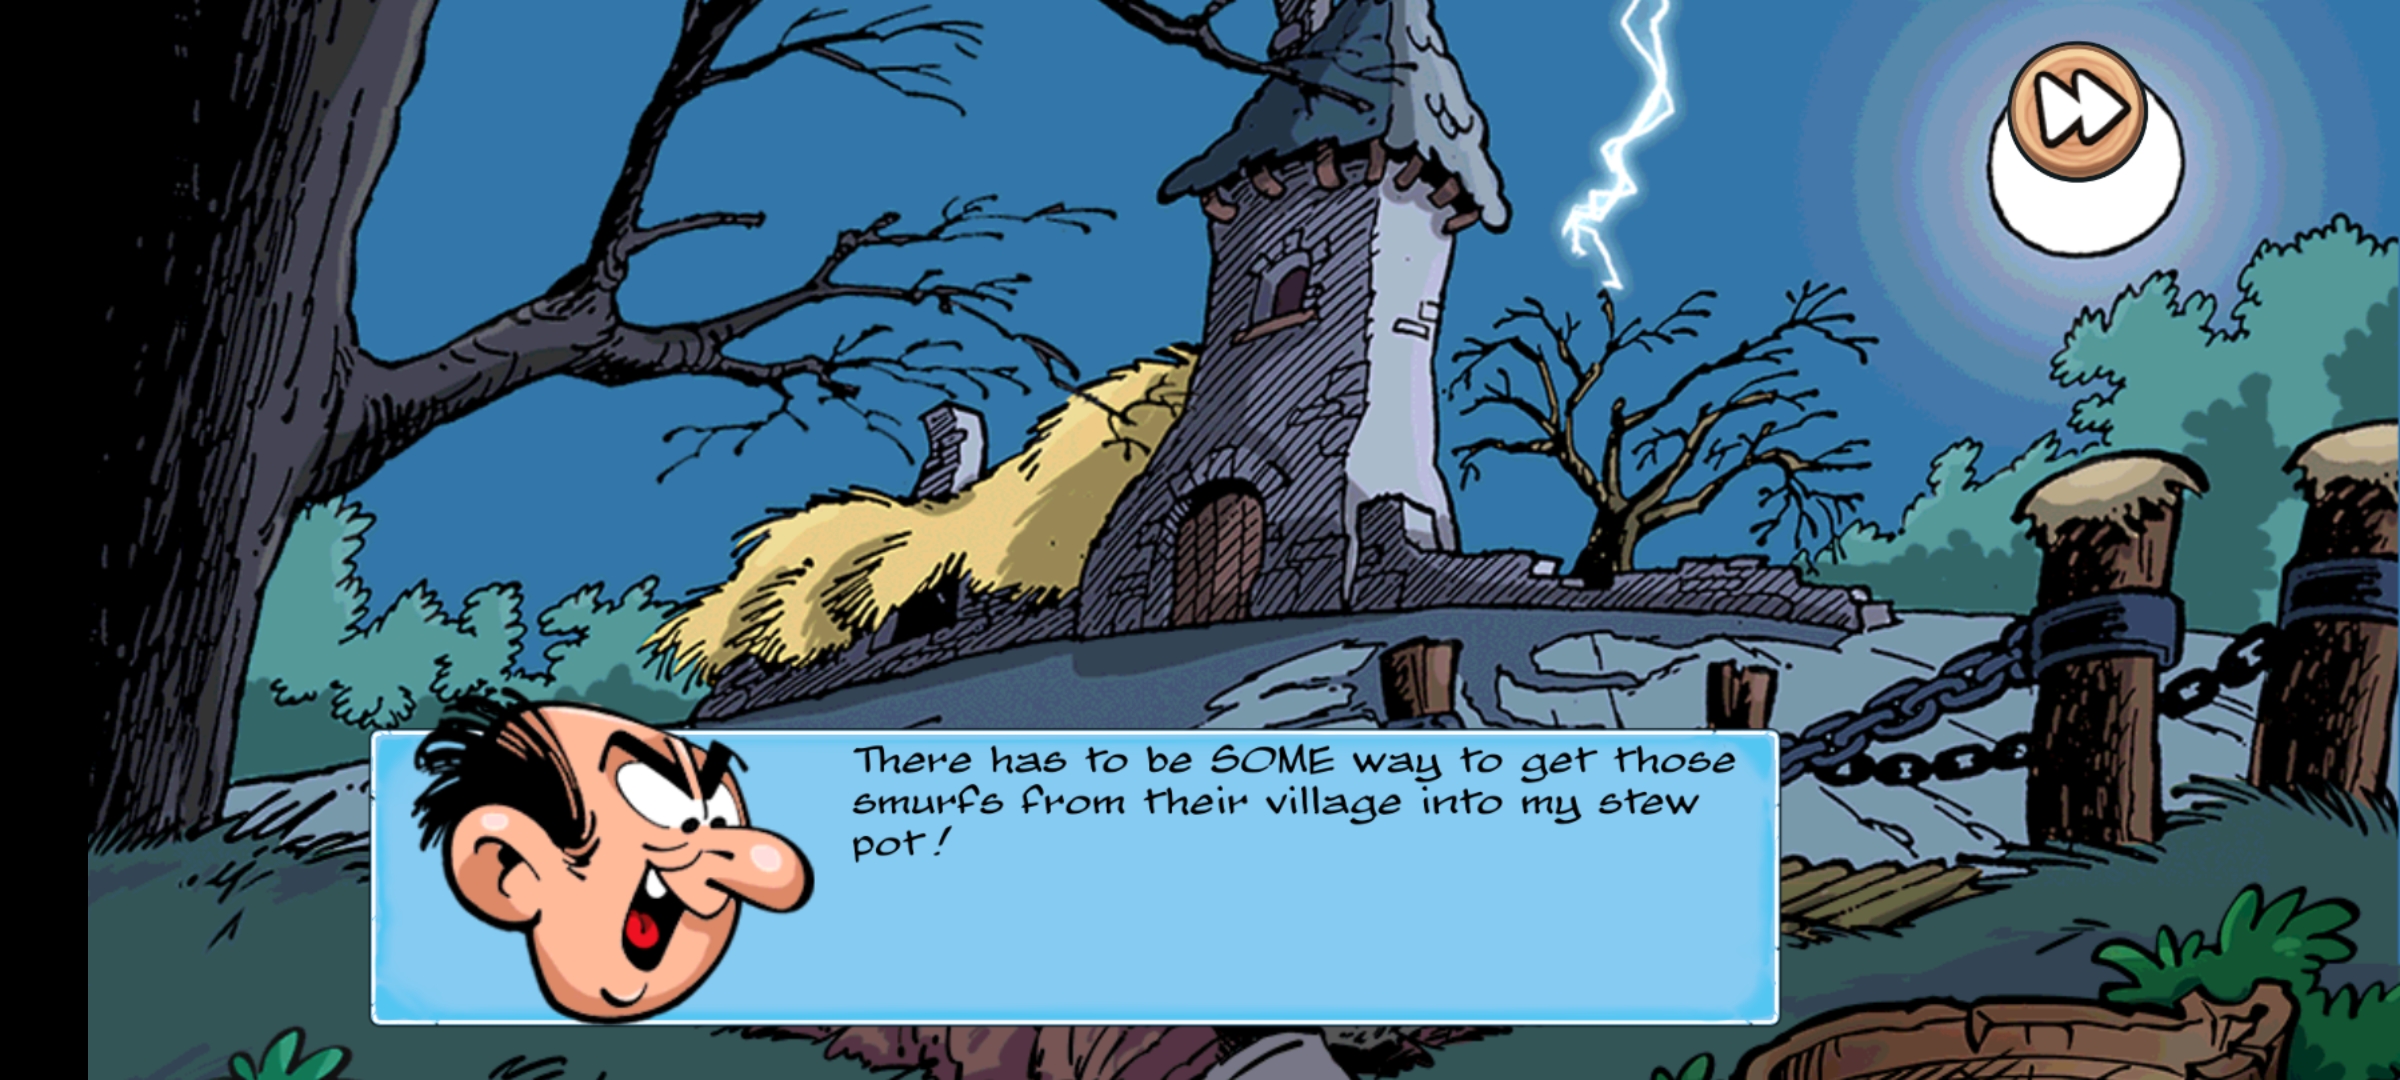 There has to be SOME way to get those
smurfs from their village into my stew
pot!